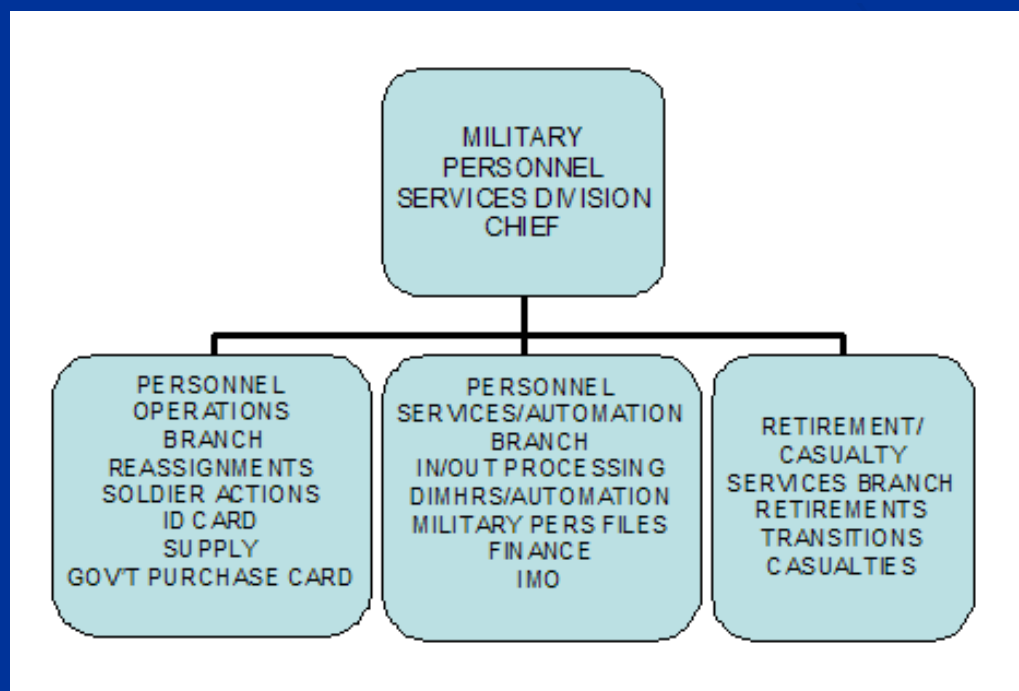 MILITARY
PERSONNEL
SERVICES DIVISION
CHIEF
PERSONNEL
OPERATIONS
BRANCH
REASSIGNMENTS
SOLDIER ACTIONS
ID CARD
SUPPLY
GOV'T PURCHASE CARD
PERSONNEL
SERVICES/AUTOMATION
BRANCH
IN/OUT PROCESSING
DIMHRS/AUTOMATION
MILITARY PERS FILES
FINANCE
IMO
RETIREMENT/
CASUALTY
SERVICES BRANCH
RETIREMENTS
TRANSITIONS
CASUALTIES